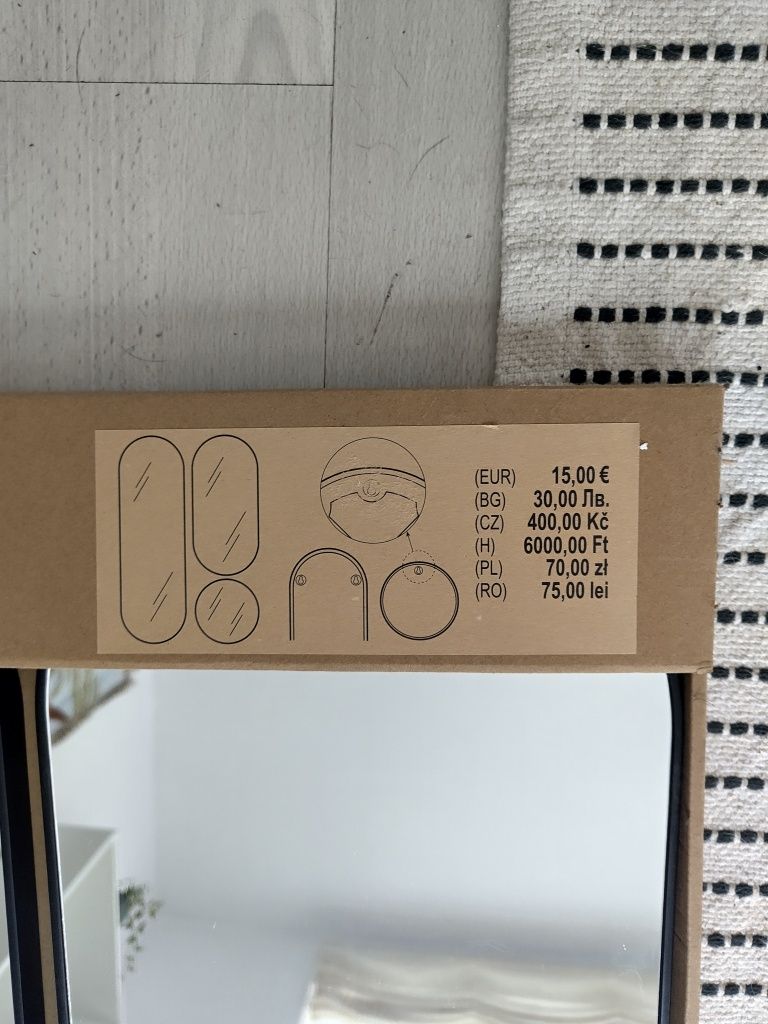 (EUR) 15,00 €
(BG) 30,00 Лв.
(CZ) 400,00 Kč
(H) 6000,00 Ft
(PL) 70,00 zł
(RO) 75,00 lei